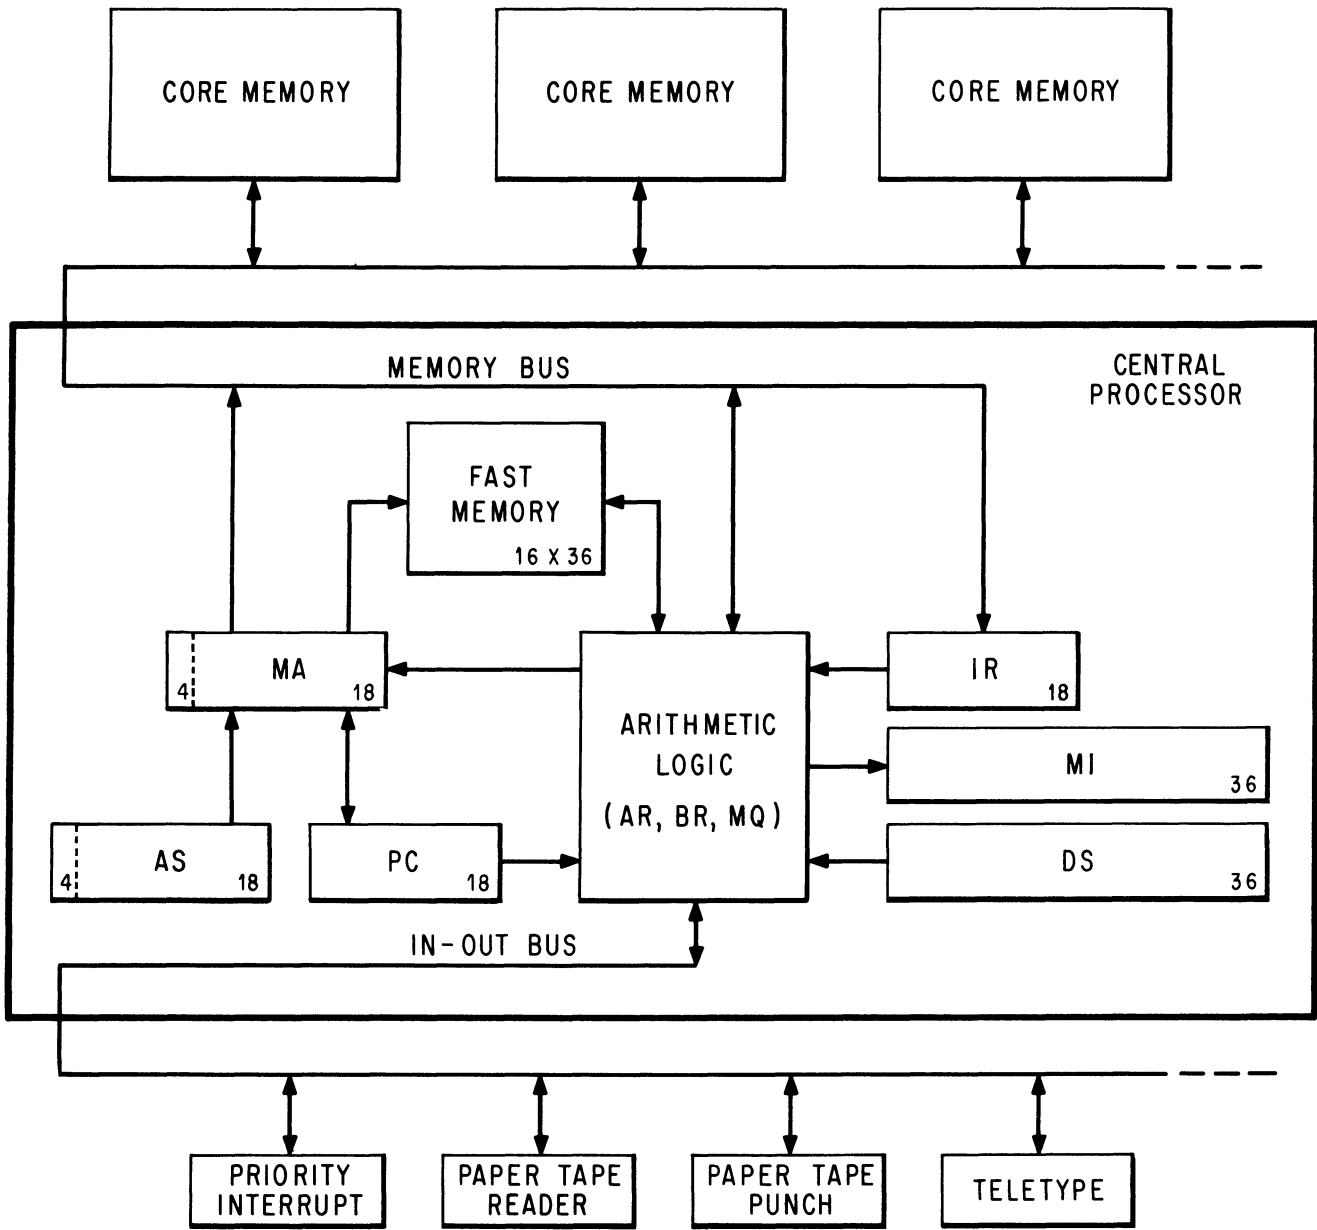 CORE MEMORY
CORE MEMORY
CORE MEMORY
MEMORY BUS
CENTRAL
PROCESSOR
FAST
MEMORY
16 X 36
4
MA
18
IR
18
ARITHMETIC
LOGIC
(AR, BR, MQ)
MI
36
4
AS
18
PC
18
DS
36
IN-OUT BUS
PRIORITY
INTERRUPT
PAPER TAPE
READER
PAPER TAPE
PUNCH
TELETYPE